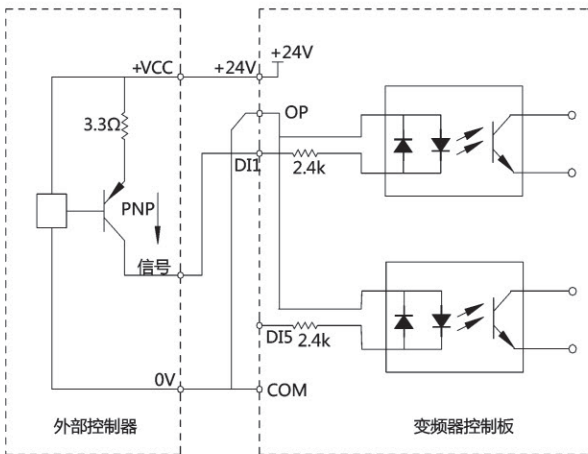 +VCC
+24V
+24V
3.3Ω
OP
DI1
2.4k
PNP
信号
DI5
2.4k
0V
COM
外部控制器
变频器控制板